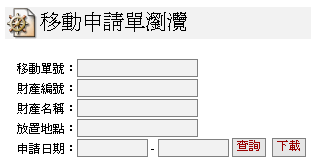 移動申請單瀏灠
移動單號：
財產編號：
財產名稱：
放置地點：
申請日期： - 查詢 下載